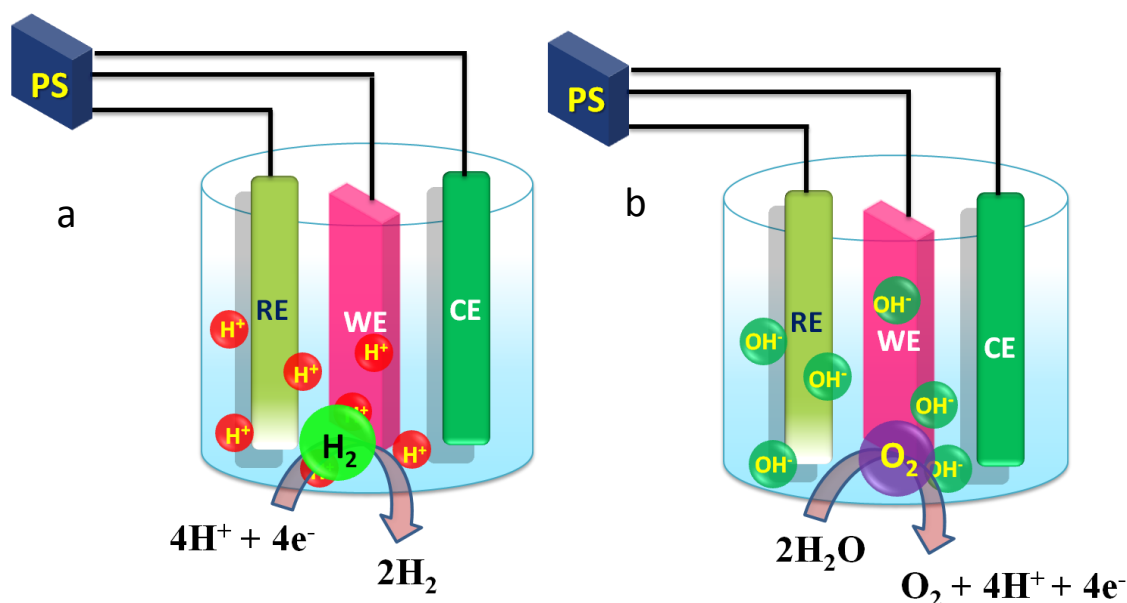 PS
a
RE
WE
CE
H⁺
H⁺
H⁺
H⁺
H⁺
H⁺
H⁺
H₂
4H⁺ + 4e⁻
2H₂
PS
b
RE
WE
CE
OH⁻
OH⁻
OH⁻
OH⁻
OH⁻
OH⁻
O₂
2H₂O
O₂ + 4H⁺ + 4e⁻